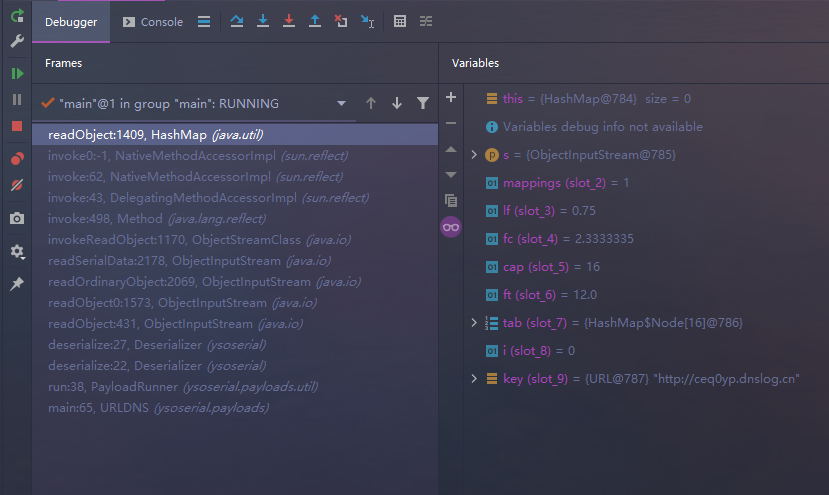 Debugger
Console
Frames
Variables
"main"@1 in group "main": RUNNING
readObject:1409, HashMap (java.util)
invoke0:-1, NativeMethodAccessorImpl (sun.reflect)
invoke:62, NativeMethodAccessorImpl (sun.reflect)
invoke:43, DelegatingMethodAccessorImpl (sun.reflect)
invoke:498, Method (java.lang.reflect)
invokeReadObject:1170, ObjectStreamClass (java.io)
readSerialData:2178, ObjectInputStream (java.io)
readOrdinaryObject:2069, ObjectInputStream (java.io)
readObject0:1573, ObjectInputStream (java.io)
readObject:431, ObjectInputStream (java.io)
deserialize:27, Deserializer (ysoserial)
deserialize:22, Deserializer (ysoserial)
run:38, PayloadRunner (ysoserial.payloads.util)
main:65, URLDNS (ysoserial.payloads)
this = {HashMap@784} size = 0
Variables debug info not available
s = {ObjectInputStream@785}
mappings (slot_2) = 1
lf (slot_3) = 0.75
fc (slot_4) = 2.3333335
cap (slot_5) = 16
ft (slot_6) = 12.0
tab (slot_7) = {HashMap$Node[16]@786}
i (slot_8) = 0
key (slot_9) = {URL@787} "http://ceq0yp.dnslog.cn"